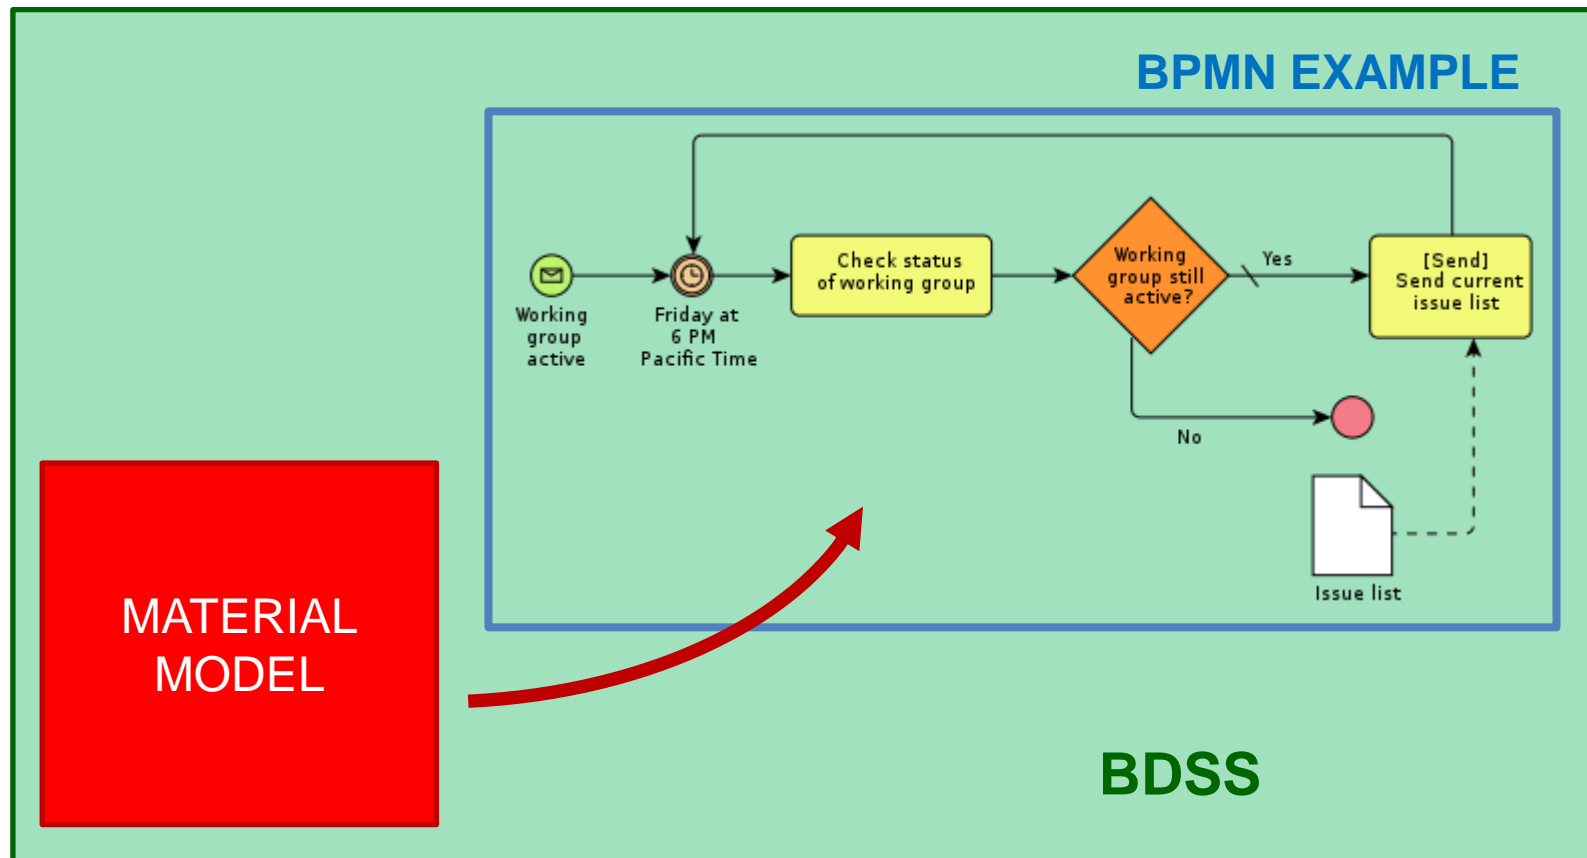 BPMN EXAMPLE
Working
group
active
Friday at
6 PM
Pacific Time
Check status
of working group
Working
group still
active?
Yes
[Send]
Send current
issue list
No
Issue list
MATERIAL
MODEL
BDSS